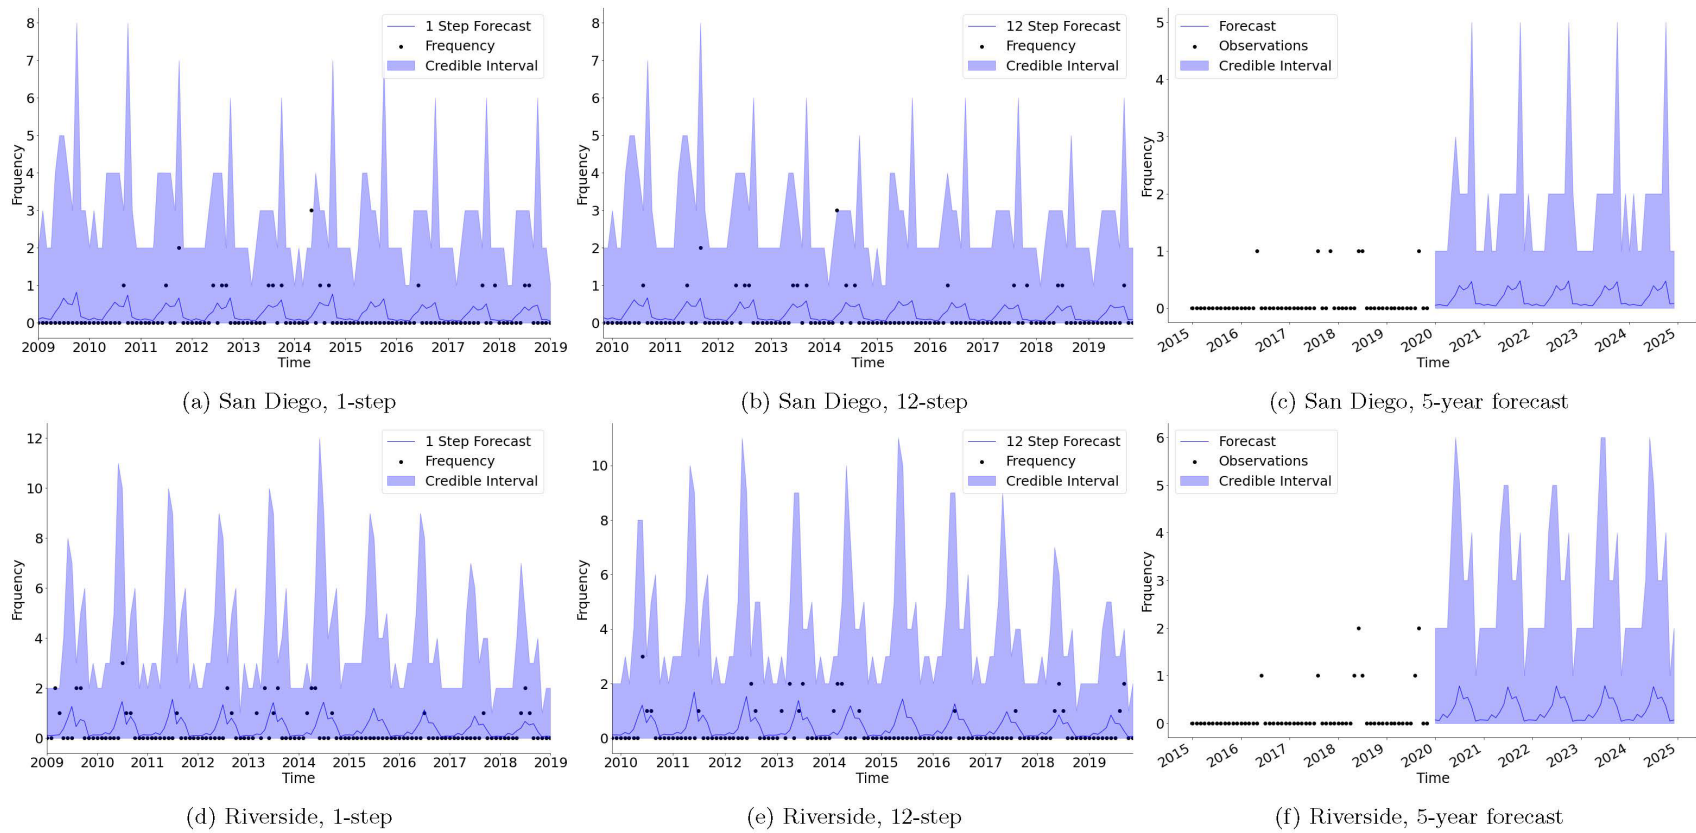 8
7
6
5
4
3
2
1
0
Frquency
1 Step Forecast
Frequency
Credible Interval
2009 2010 2011 2012 2013 2014 2015 2016 2017 2018 2019
Time
(a) San Diego, 1-step
8
7
6
5
4
3
2
1
0
Frquency
12 Step Forecast
Frequency
Credible Interval
2010 2011 2012 2013 2014 2015 2016 2017 2018 2019
Time
(b) San Diego, 12-step
5
4
3
2
1
0
Frquency
Forecast
Observations
Credible Interval
2015 2016 2017 2018 2019 2020 2021 2022 2023 2024 2025
Time
(c) San Diego, 5-year forecast
12
10
8
6
4
2
0
Frquency
1 Step Forecast
Frequency
Credible Interval
2009 2010 2011 2012 2013 2014 2015 2016 2017 2018 2019
Time
(d) Riverside, 1-step
10
8
6
4
2
0
Frquency
12 Step Forecast
Frequency
Credible Interval
2010 2011 2012 2013 2014 2015 2016 2017 2018 2019
Time
(e) Riverside, 12-step
6
5
4
3
2
1
0
Frquency
Forecast
Observations
Credible Interval
2015 2016 2017 2018 2019 2020 2021 2022 2023 2024 2025
Time
(f) Riverside, 5-year forecast